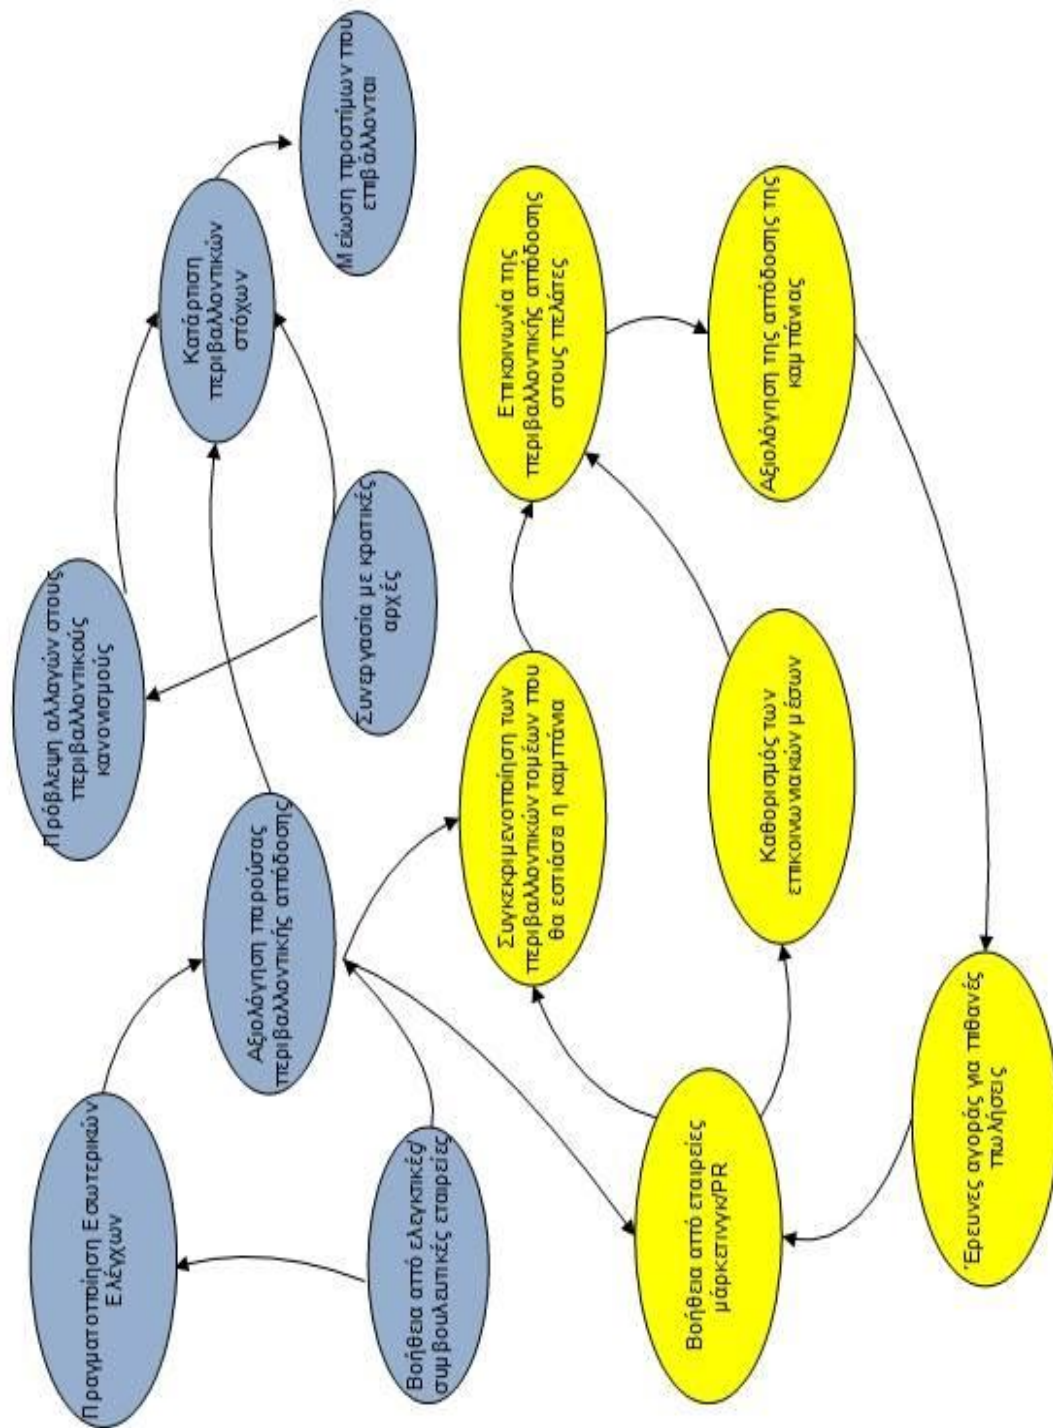 Πραγματοποίηση Εσωτερικών
Ελέγχων
Πρόβλεψη αλλαγών στους
περιβαλλοντικούς
κανονισμούς
Αξιολόγηση παρούσας
περιβαλλοντικής απόδοσης
Κατάρτιση
περιβαλλοντικών
στόχων
Βοήθεια από ελεγκτικές/
συμβουλευτικές εταιρείες
Συνεργασία με κρατικές
αρχές
Μείωση προστίμων που
επιβάλλονται
Συγκεκριμενοποίηση των
περιβαλλοντικών τομέων που
θα εστιάσει η καμπάνια
Επικοινωνία της
περιβαλλοντικής απόδοσης
στους πελάτες
Βοήθεια από εταιρείες
μάρκετινγκ/PR
Καθορισμός των
επικοινωνιακών μέσων
Αξιολόγηση της απόδοσης της
καμπάνιας
Έρευνες αγοράς για πιθανές
πωλήσεις